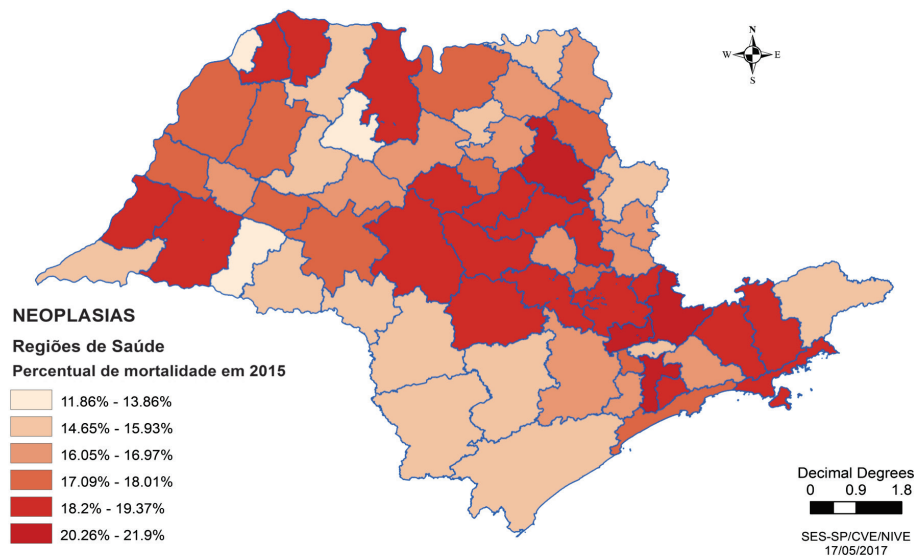 N
W E
S
NEOPLASIAS
Regiões de Saúde
Percentual de mortalidade em 2015
11.86% - 13.86%
14.65% - 15.93%
16.05% - 16.97%
17.09% - 18.01%
18.2% - 19.37%
20.26% - 21.9%
Decimal Degrees
0 0.9 1.8
SES-SP/CVE/NIVE
17/05/2017